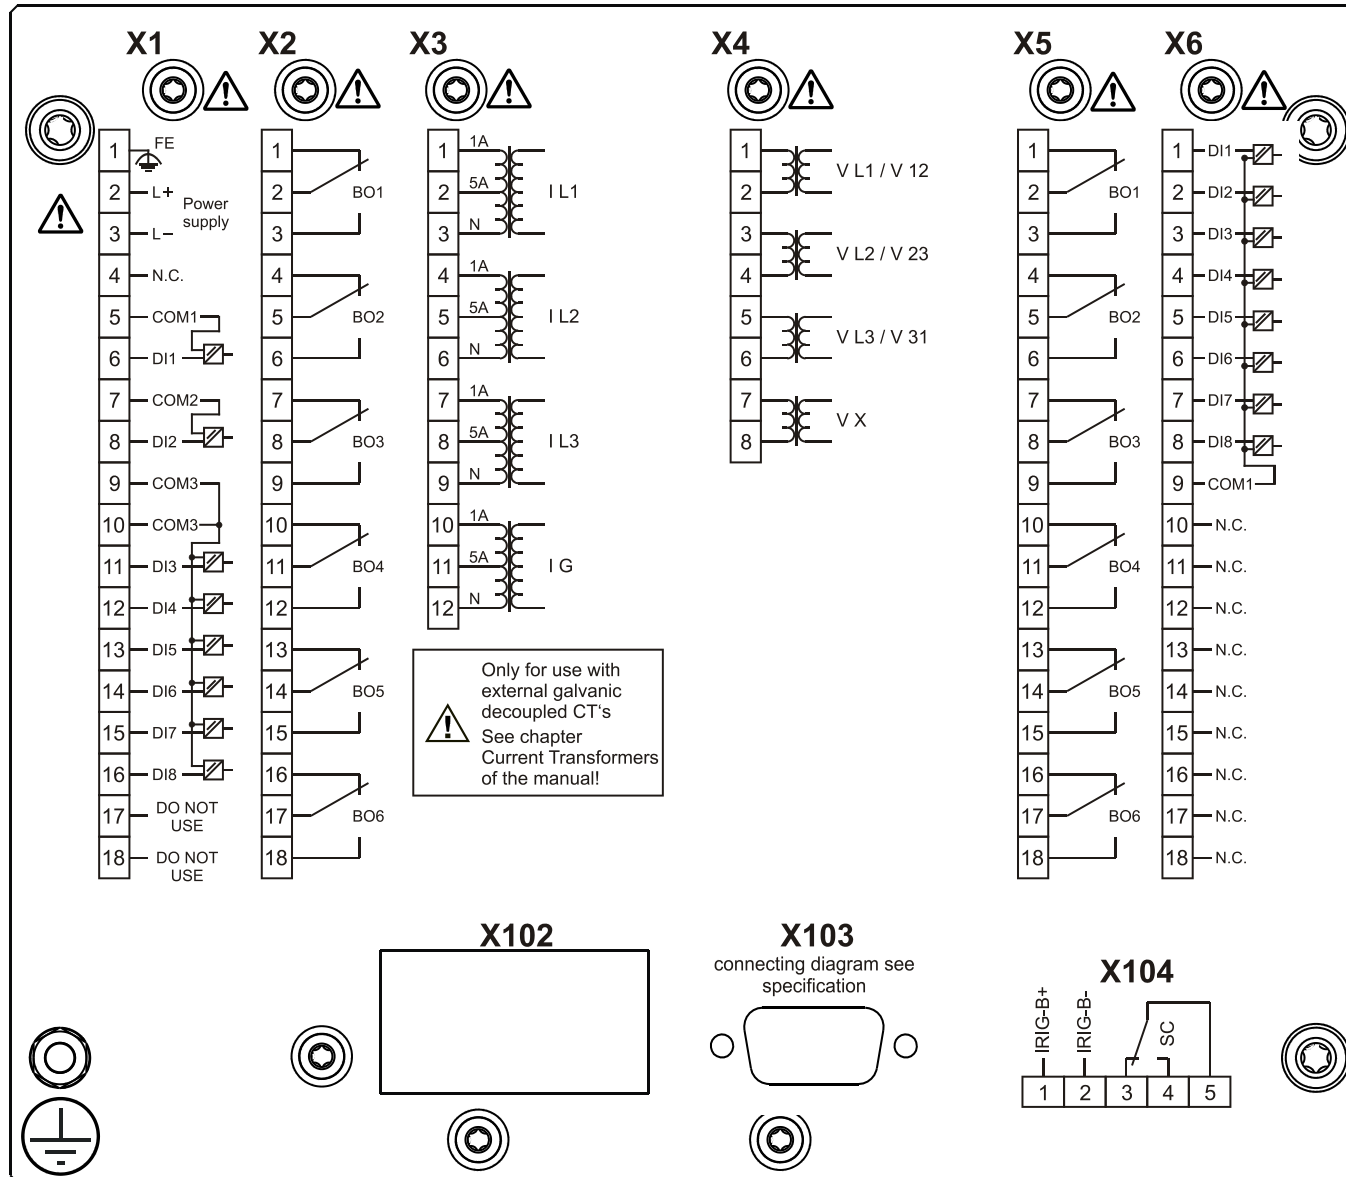 X1
X2
X3
X4
X5
X6
1 FE
2 L+
Power
supply
3 L−
4 N.C.
5 COM1
6 DI1
7 COM2
8 DI2
9 COM3
10 COM3
11 DI3
12 DI4
13 DI5
14 DI6
15 DI7
16 DI8
17 DO NOT
USE
18 DO NOT
USE
1
2 BO1
3
4
5 BO2
6
7
8 BO3
9
10
11 BO4
12
13
14 BO5
15
16
17 BO6
18
1 1A
2 5A I L1
3 N
4 1A
5 5A I L2
6 N
7 1A
8 5A I L3
9 N
10 1A
11 5A I G
12 N
Only for use with
external galvanic
decoupled CT‘s
See chapter
Current Transformers
of the manual!
1
V L1 / V 12
2
3
V L2 / V 23
4
5
V L3 / V 31
6
7
V X
8
1
2 BO1
3
4
5 BO2
6
7
8 BO3
9
10
11 BO4
12
13
14 BO5
15
16
17 BO6
18
1 DI1
2 DI2
3 DI3
4 DI4
5 DI5
6 DI6
7 DI7
8 DI8
9 COM1
10 N.C.
11 N.C.
12 N.C.
13 N.C.
14 N.C.
15 N.C.
16 N.C.
17 N.C.
18 N.C.
X102
X103
connecting diagram see
specification
X104
IRIG-B+
IRIG-B-
SC
1 2 3 4 5